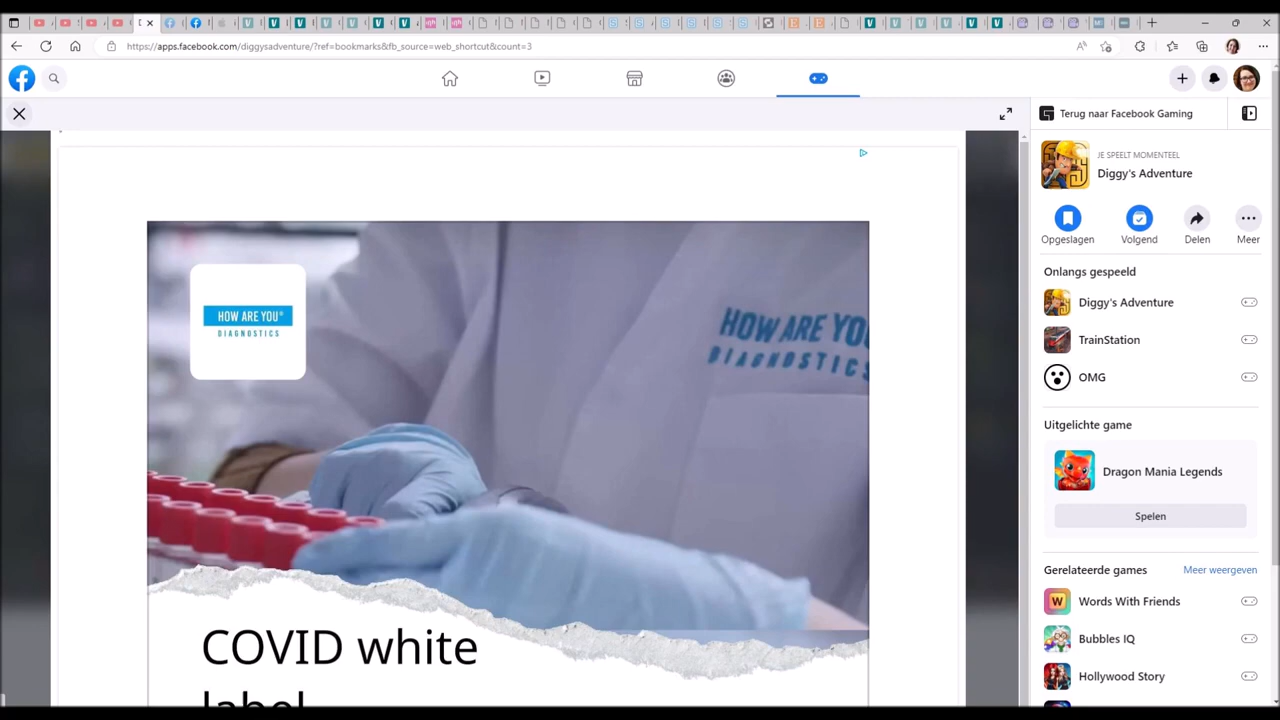 https://apps.facebook.com/diggysadventure/?ref=bookmarks&fb_source=web_shortcut&count=3
Terug naar Facebook Gaming
JE SPEELT MOMENTEEL
Diggy's Adventure
Opgeslagen
Volgend
Delen
Meer
Onlangs gespeeld
Diggy's Adventure
TrainStation
OMG
Uitgelichte game
Dragon Mania Legends
Spelen
Gerelateerde games
Meer weergeven
Words With Friends
Bubbles IQ
Hollywood Story
HOW ARE YOU®
DIAGNOSTICS
HOW ARE YOU
DIAGNOSTICS
COVID white
label